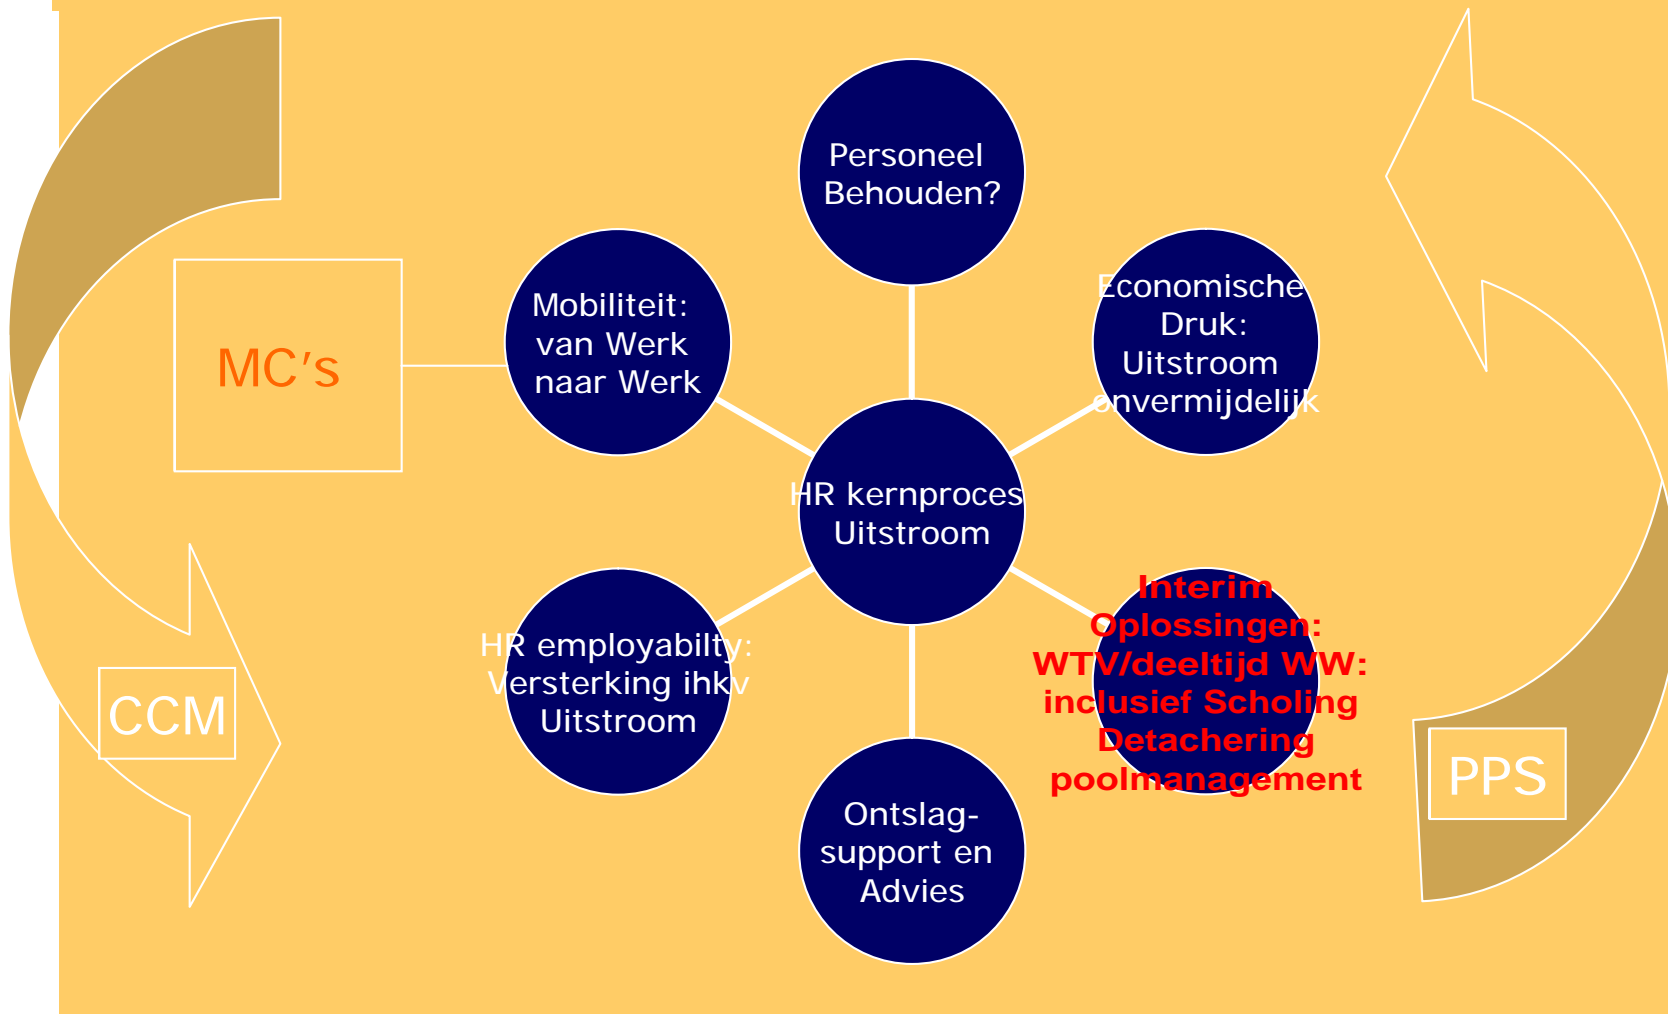 Personeel
Behouden?
Economische
Druk:
Uitstroom
onvermijdelijk
Mobiliteit:
van Werk
naar Werk
MC's
HR kernproces
Uitstroom
Interim
Oplossingen:
WTV/deeltijd WW:
inclusief Scholing
Detachering
poolmanagement
HR employabilty:
Versterking ihkv
Uitstroom
CCM
PPS
Ontslag-
support en
Advies